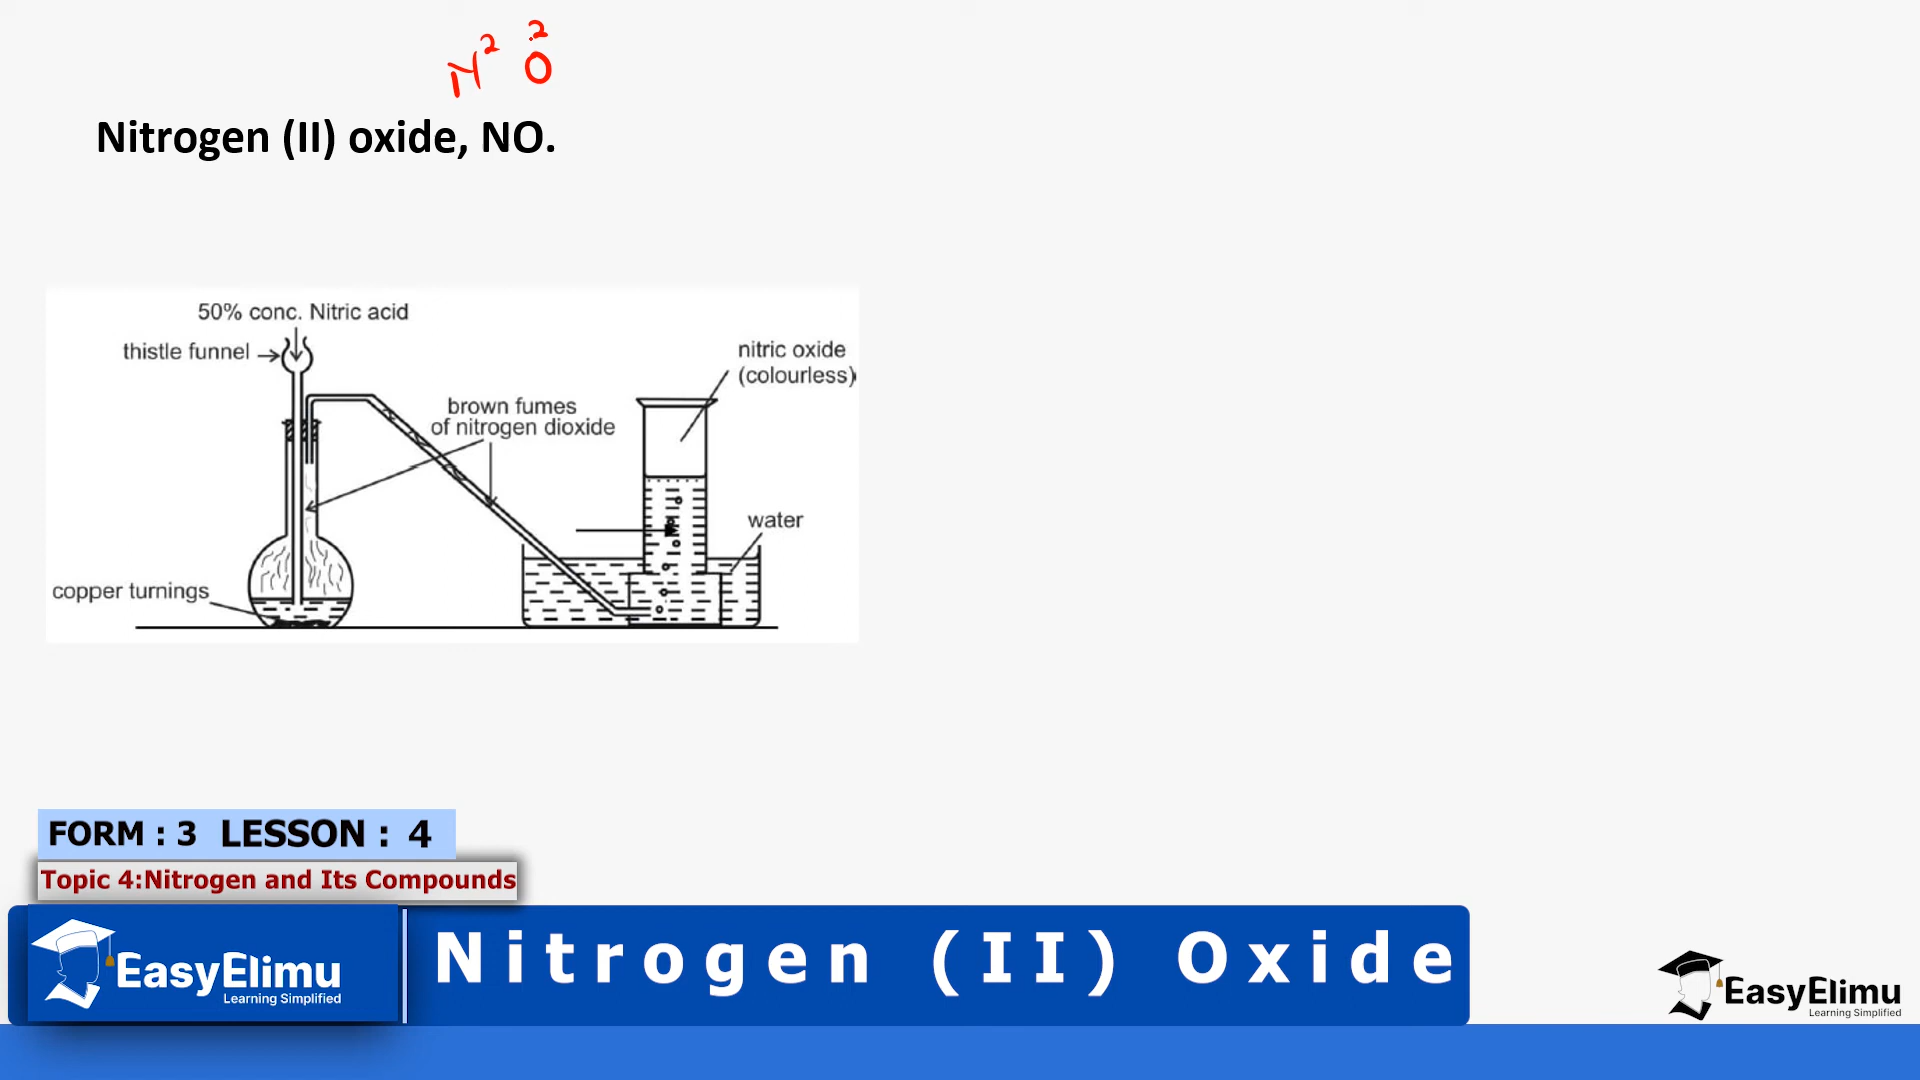 N² O²
Nitrogen (II) oxide, NO.
50% conc. Nitric acid
thistle funnel
nitric oxide
(colourless)
brown fumes
of nitrogen dioxide
water
copper turnings
FORM : 3 LESSON : 4
Topic 4:Nitrogen and Its Compounds
EasyElimu
Learning Simplified
Nitrogen (II) Oxide
EasyElimu
Learning Simplified